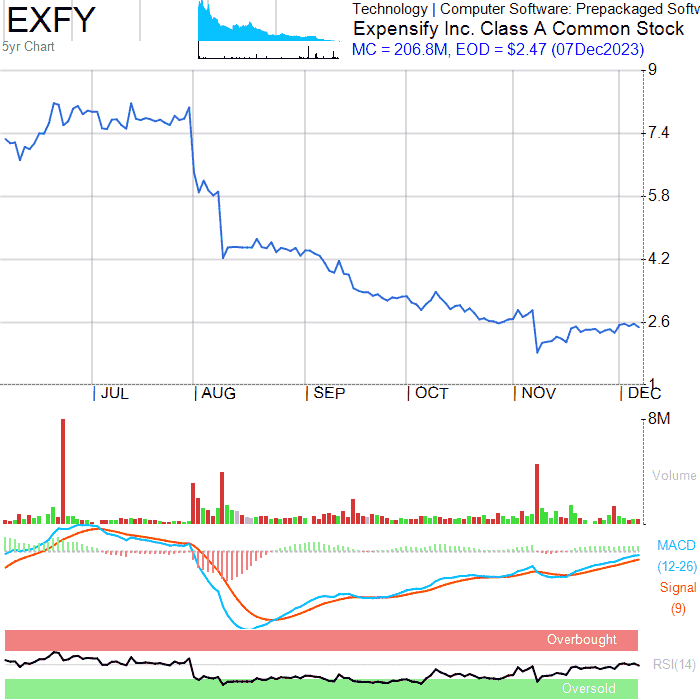 EXFY
5yr Chart
Technology | Computer Software: Prepackaged Softw
Expensify Inc. Class A Common Stock
MC = 206.8M, EOD = $2.47 (07Dec2023)
9
7.4
5.8
4.2
2.6
1
JUL AUG SEP OCT NOV DEC
8M
Volume
MACD
(12-26)
Signal
(9)
Overbought
RSI(14)
Oversold